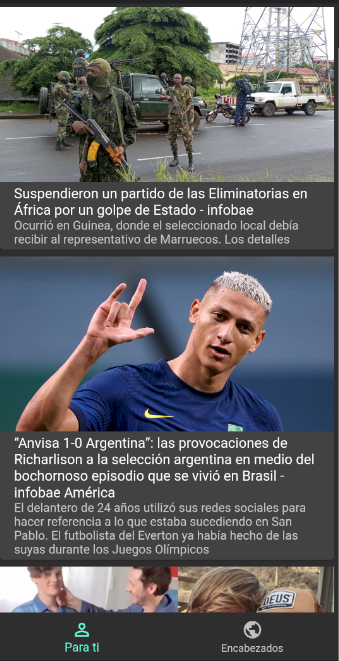 Suspendieron un partido de las Eliminatorias en
África por un golpe de Estado - infobae
Ocurrió en Guinea, donde el seleccionado local debía
recibir al representativo de Marruecos. Los detalles
“Anvisa 1-0 Argentina”: las provocaciones de
Richarlison a la selección argentina en medio del
bochornoso episodio que se vivió en Brasil -
infobae América
El delantero de 24 años utilizó sus redes sociales para
hacer referencia a lo que estaba sucediendo en San
Pablo. El futbolista del Everton ya había hecho de las
suyas durante los Juegos Olímpicos
DEUS
Para ti
Encabezados